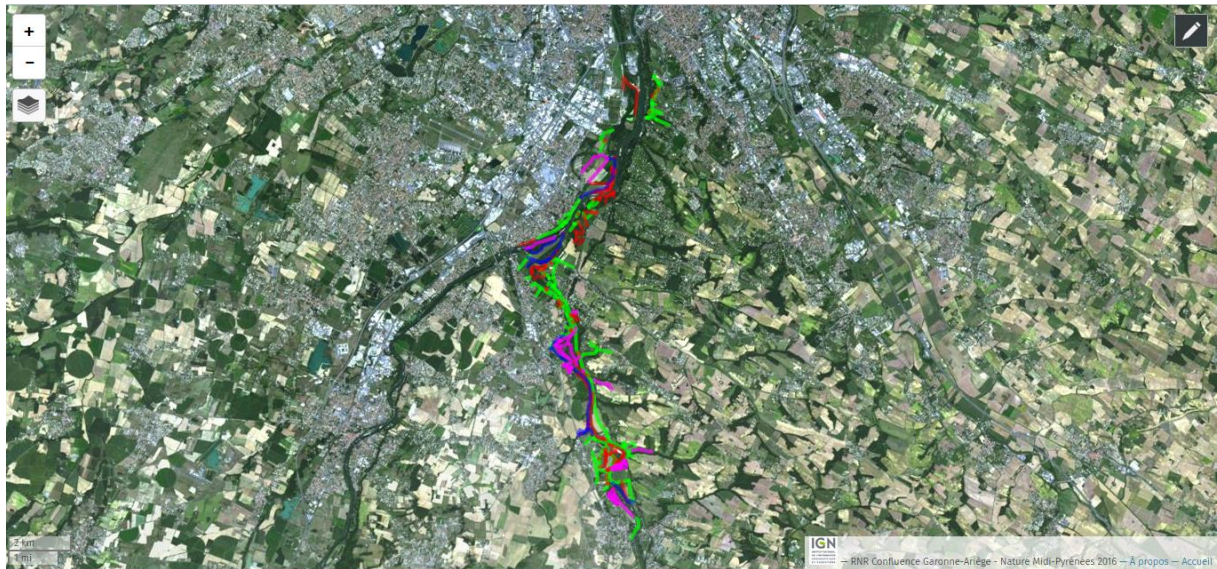 +
−
2 km
1 mi
IGN
— RNR Confluence Garonne-Ariège - Nature Midi-Pyrénées 2016 — À propos — Accueil